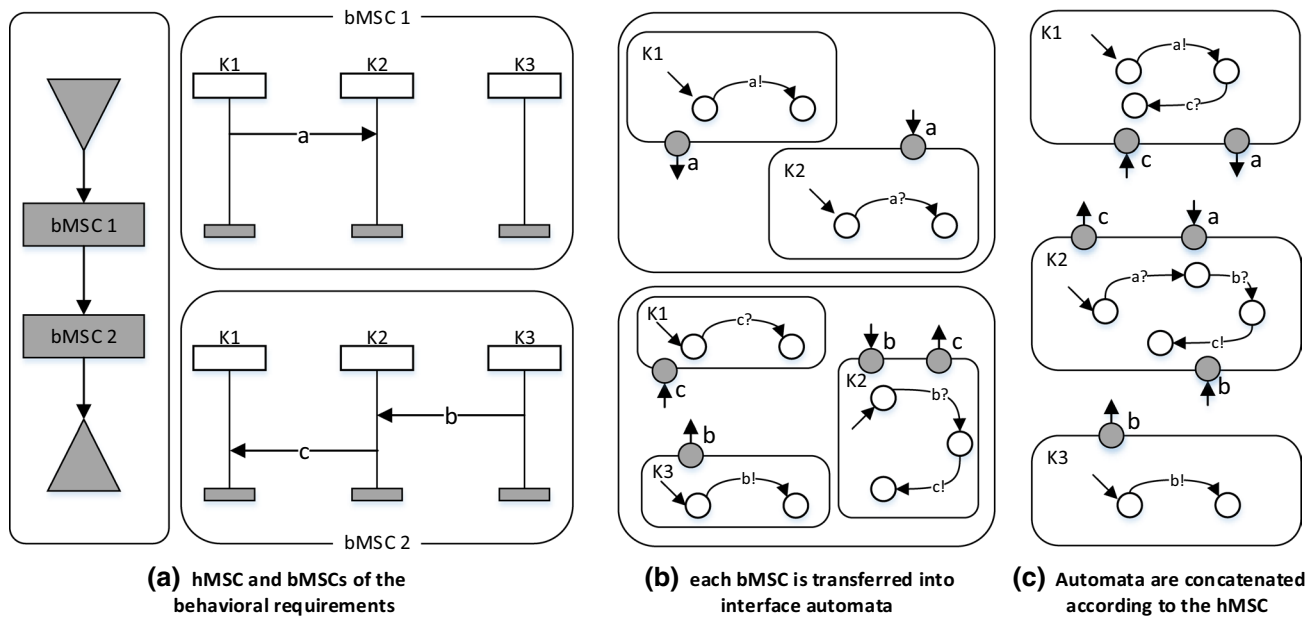 bMSC 1
bMSC 2
bMSC 1
K1 K2 K3
a
K1 K2 K3
b
c
bMSC 2
(a) hMSC and bMSCs of the
behavioral requirements
K1
a!
a
a
K2
a?
K1
c?
c
b c
K2
b?
c!
b
K3
b!
(b) each bMSC is transferred into
interface automata
K1
a!
c?
c a
c a
K2
a? b?
c!
b
b
K3
b!
(c) Automata are concatenated
according to the hMSC